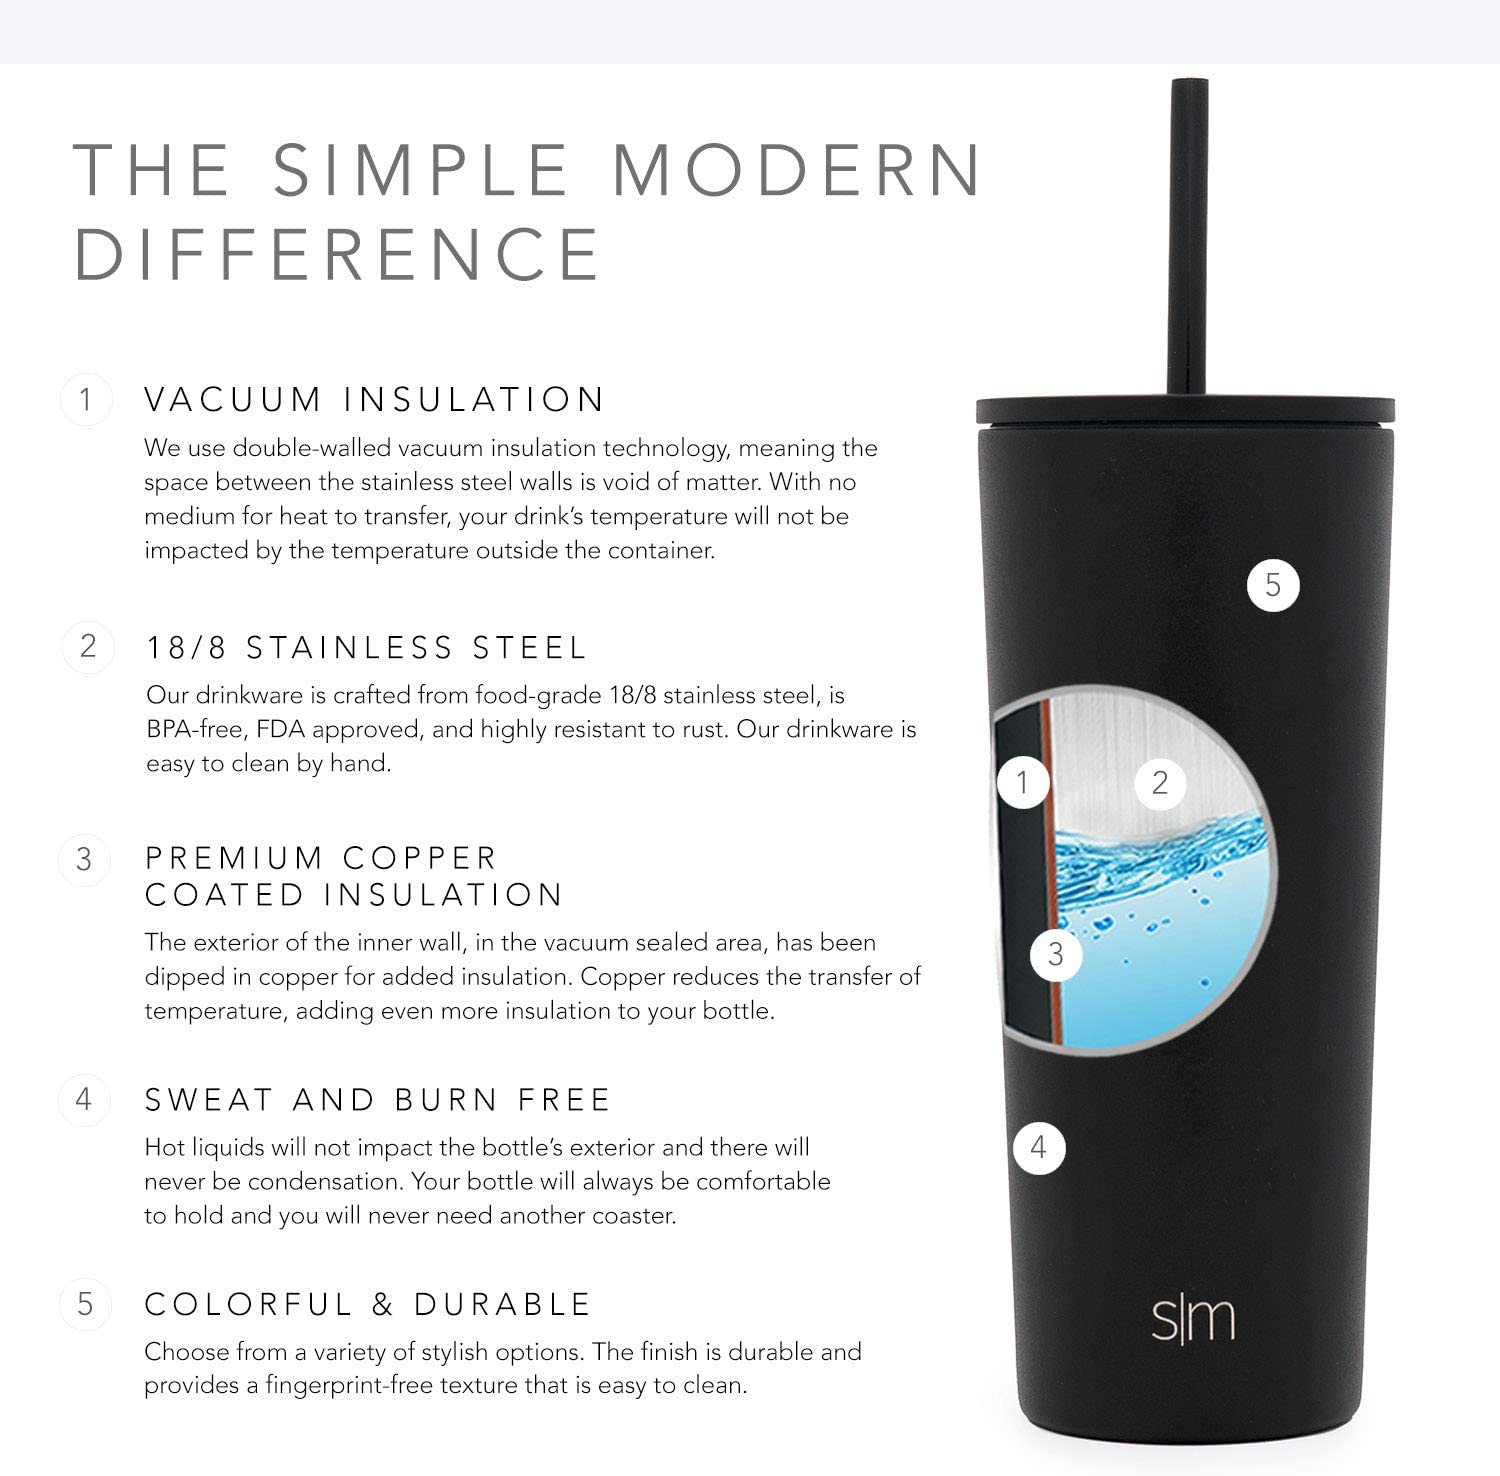 THE SIMPLE MODERN
DIFFERENCE
1
VACUUM INSULATION
We use double-walled vacuum insulation technology, meaning the
space between the stainless steel walls is void of matter. With no
medium for heat to transfer, your drink's temperature will not be
impacted by the temperature outside the container.
2
18/8 STAINLESS STEEL
Our drinkware is crafted from food-grade 18/8 stainless steel, is
BPA-free, FDA approved, and highly resistant to rust. Our drinkware is
easy to clean by hand.
3
PREMIUM COPPER
COATED INSULATION
The exterior of the inner wall, in the vacuum sealed area, has been
dipped in copper for added insulation. Copper reduces the transfer of
temperature, adding even more insulation to your bottle.
4
SWEAT AND BURN FREE
Hot liquids will not impact the bottle's exterior and there will
never be condensation. Your bottle will always be comfortable
to hold and you will never need another coaster.
5
COLORFUL & DURABLE
Choose from a variety of stylish options. The finish is durable and
provides a fingerprint-free texture that is easy to clean.
5
1
2
3
4
s|m